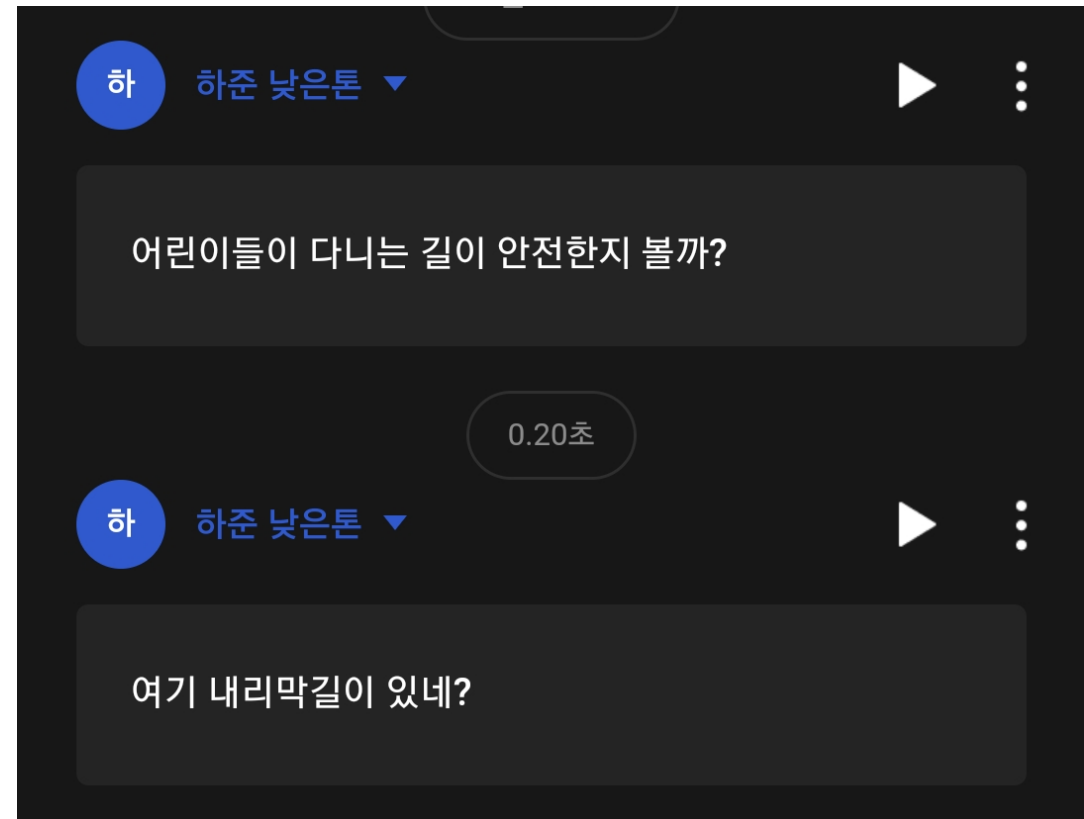 하 하준 낮은톤
어린이들이 다니는 길이 안전한지 볼까?
0.20초
하 하준 낮은톤
여기 내리막길이 있네?